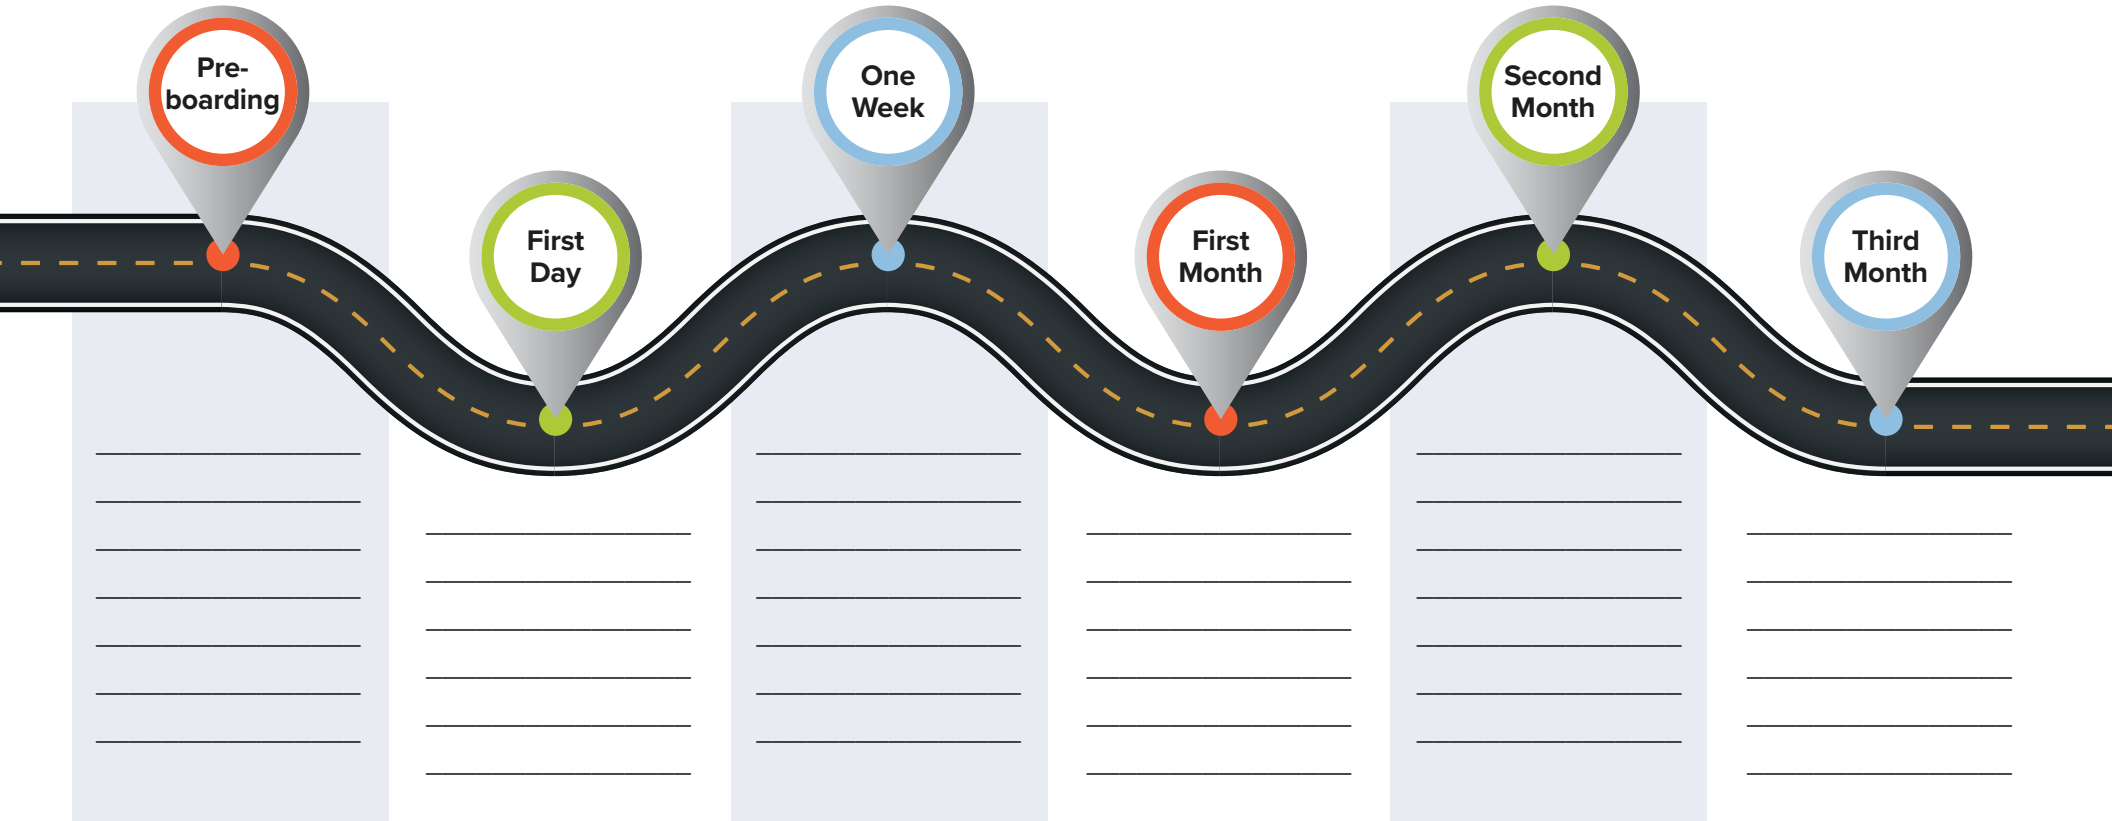 Pre-
boarding
First
Day
One
Week
First
Month
Second
Month
Third
Month